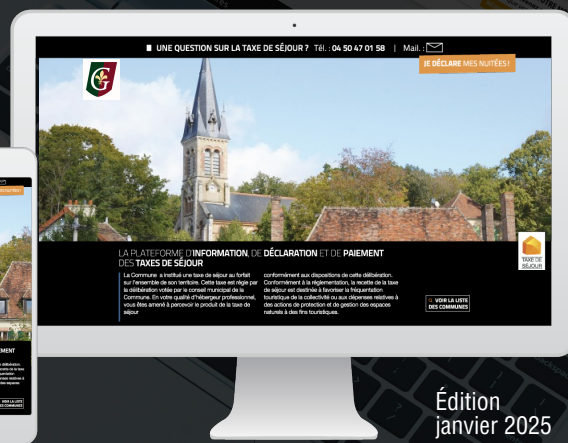 UNE QUESTION SUR LA TAXE DE SÉJOUR ? Tél. : 04 50 47 01 58 | Mail. :
JE DÉCLARE MES NUITÉES !
G
LA PLATEFORME D'INFORMATION, DE DÉCLARATION ET DE PAIEMENT
DES TAXES DE SÉJOUR
La Commune a institué une taxe de séjour au forfait
sur l'ensemble de son territoire. Cette taxe est régie par
la délibération votée par le conseil municipal de la
Commune. En votre qualité d'hébergeur professionnel,
vous êtes amené à percevoir le produit de la taxe de
séjour
conformément aux dispositions de cette délibération.
Conformément à la réglementation, la recette de la taxe
de séjour est destinée à favoriser la fréquentation
touristique de la collectivité ou aux dépenses relatives à
des actions de protection et de gestion des espaces
naturels à des fins touristiques.
VOIR LA LISTE
DES COMMUNES
TAXE DE
SÉJOUR
EMENT
VOIR LA LISTE
DES COMMUNES
Édition
janvier 2025